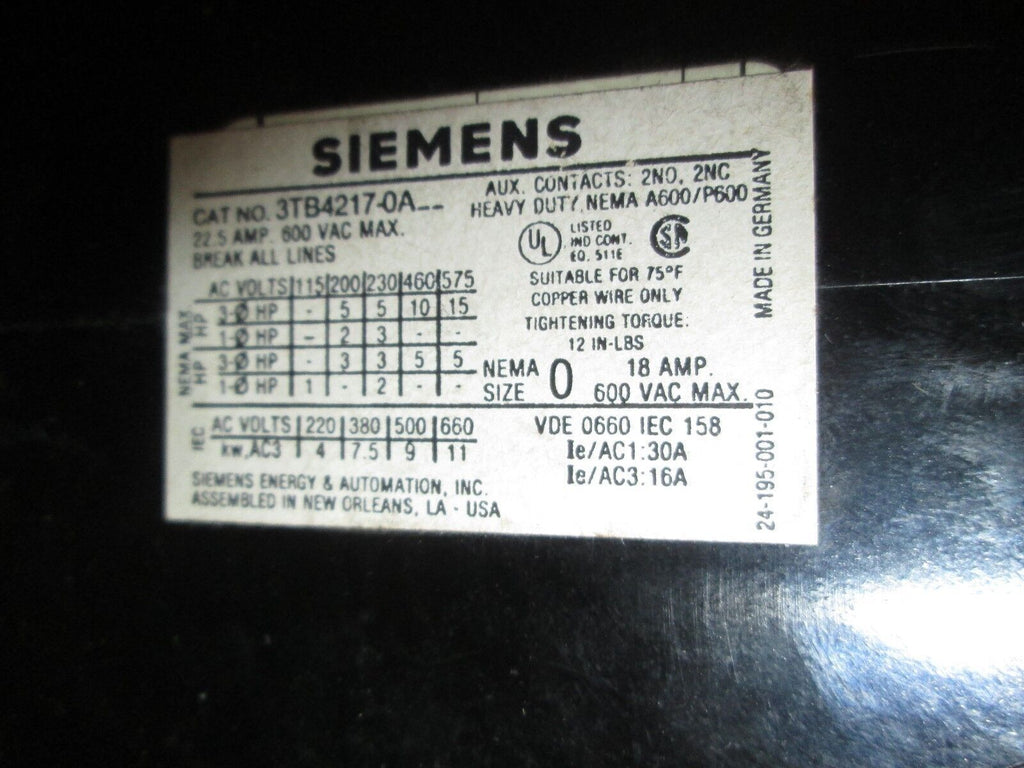 SIEMENS
CAT NO. 3TB4217-0A--
22.5 AMP. 600 VAC MAX.
BREAK ALL LINES
AC VOLTS 115 200 230 460 575
MAX HP
3-Ø HP - 5 5 10 15
1-Ø HP - 2 3 - -
NEMA HP
3-Ø HP - 3 3 5 5
1-Ø HP 1 - 2 - -
IEC
AC VOLTS 220 380 500 660
KW,AC3 4 7.5 9 11
SIEMENS ENERGY & AUTOMATION, INC.
ASSEMBLED IN NEW ORLEANS, LA - USA
AUX. CONTACTS: 2NO, 2NC
HEAVY DUTY, NEMA A600/P600
UL
LISTED
IND CONT.
EQ. 511E
SUITABLE FOR 75°F
COPPER WIRE ONLY
TIGHTENING TORQUE:
12 IN-LBS
NEMA SIZE 0
18 AMP.
600 VAC MAX.
VDE 0660 IEC 158
Ie/AC1:30A
Ie/AC3:16A
MADE IN GERMANY
24-195-001-010